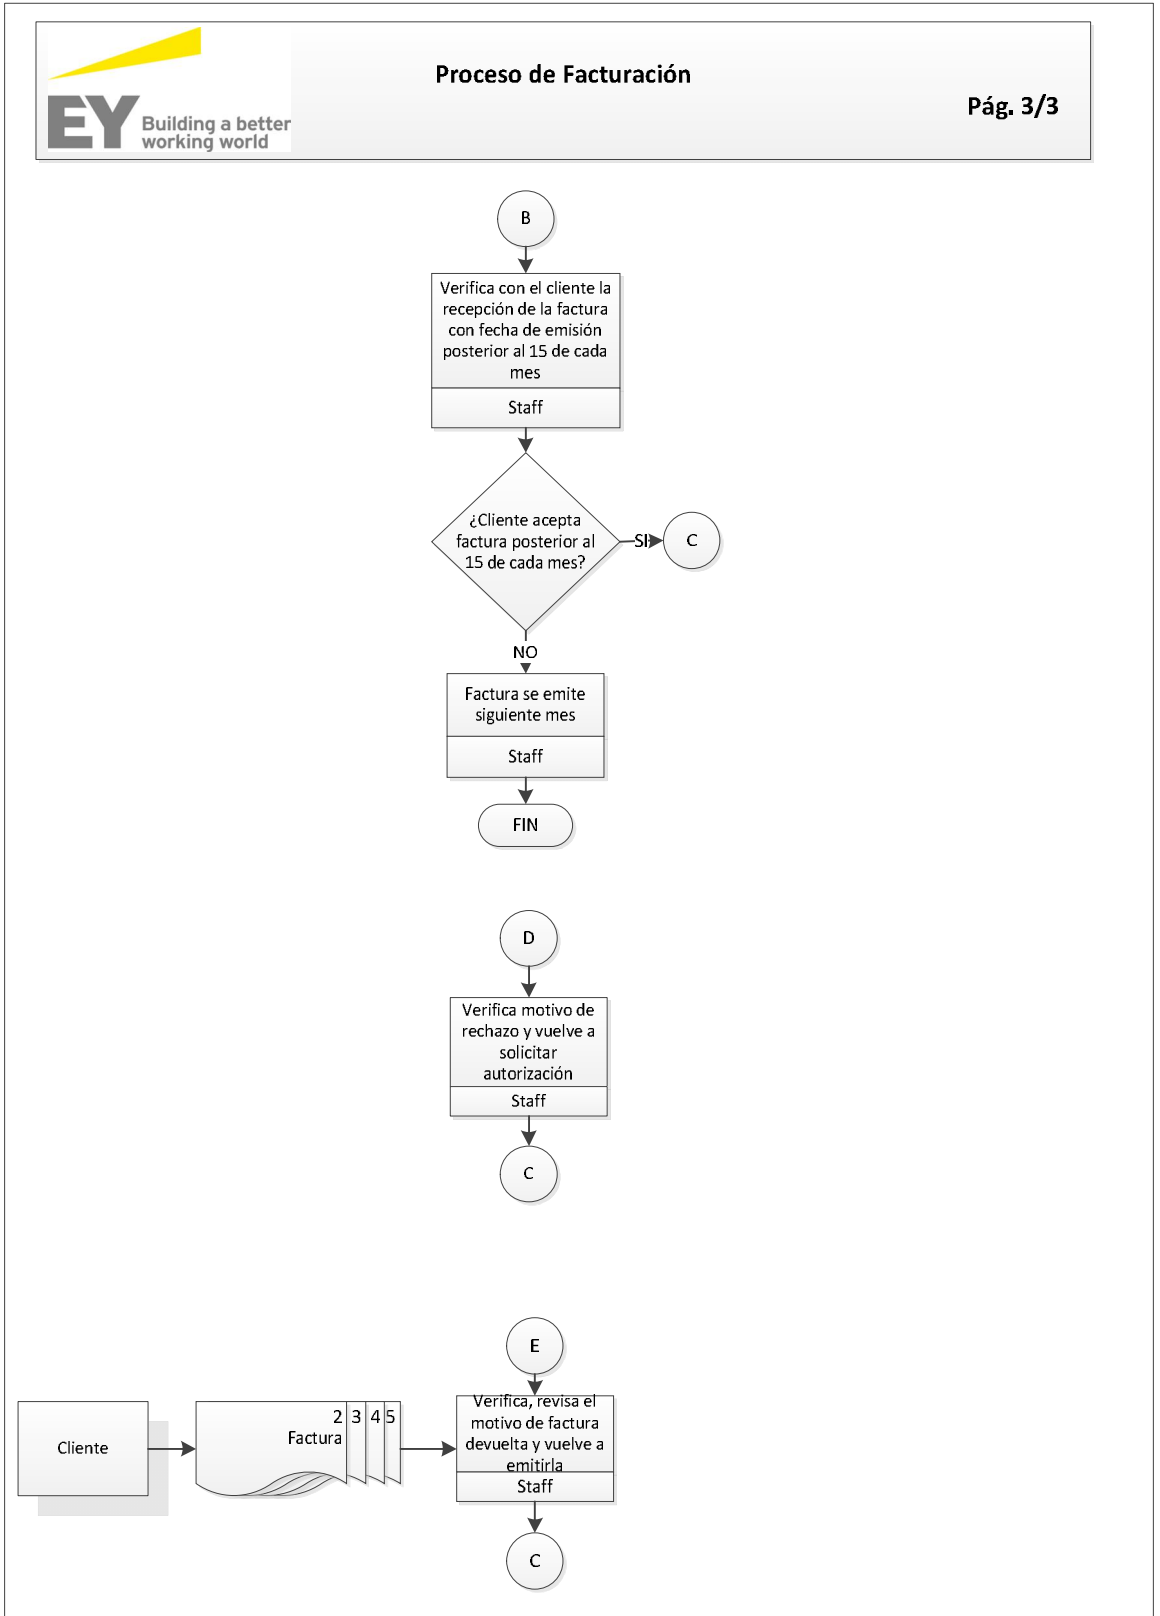 Proceso de Facturación
Pág. 3/3
EY Building a better
working world
B
Verifica con el cliente la
recepción de la factura
con fecha de emisión
posterior al 15 de cada
mes
Staff
¿Cliente acepta
factura posterior al
15 de cada mes?
SI
C
NO
Factura se emite
siguiente mes
Staff
FIN
D
Verifica motivo de
rechazo y vuelve a
solicitar
autorización
Staff
C
E
Cliente
2 3 4 5
Factura
Verifica, revisa el
motivo de factura
devuelta y vuelve a
emitirla
Staff
C